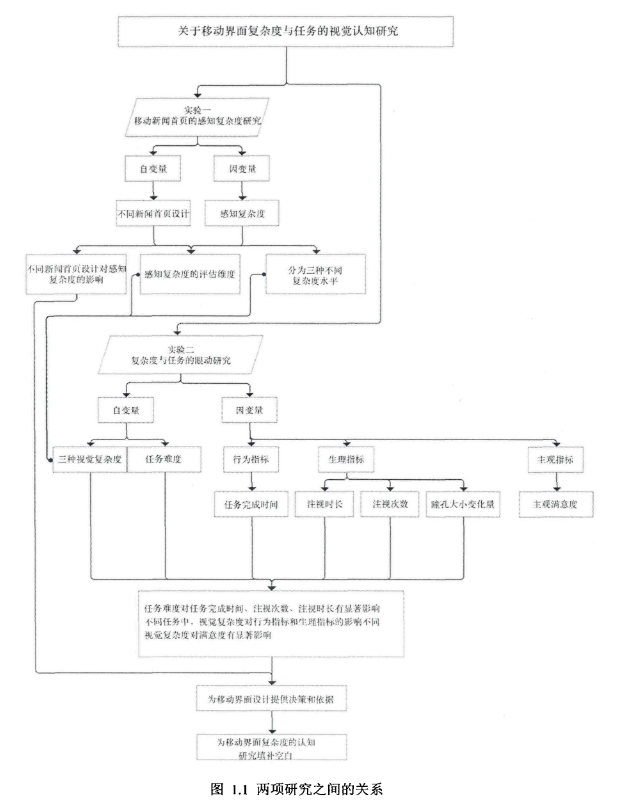 关于移动界面复杂度与任务的视觉认知研究
实验一
移动新闻首页的感知复杂度研究
自变量
因变量
不同新闻首页设计
感知复杂度
不同新闻首页设计对感知
复杂度的影响
感知复杂度的评估维度
分为三种不同
复杂度水平
实验二
复杂度与任务的眼动研究
自变量
因变量
三种视觉复杂度
任务难度
行为指标
生理指标
主观指标
任务完成时间
注视时长
注视次数
瞳孔大小变化量
主观满意度
任务难度对任务完成时间、注视次数、注视时长有显著影响
不同任务中，视觉复杂度对行为指标和生理指标的影响不同
视觉复杂度对满意度有显著影响
为移动界面设计提供决策和依据
为移动界面复杂度的认知
研究填补空白
图 1.1 两项研究之间的关系